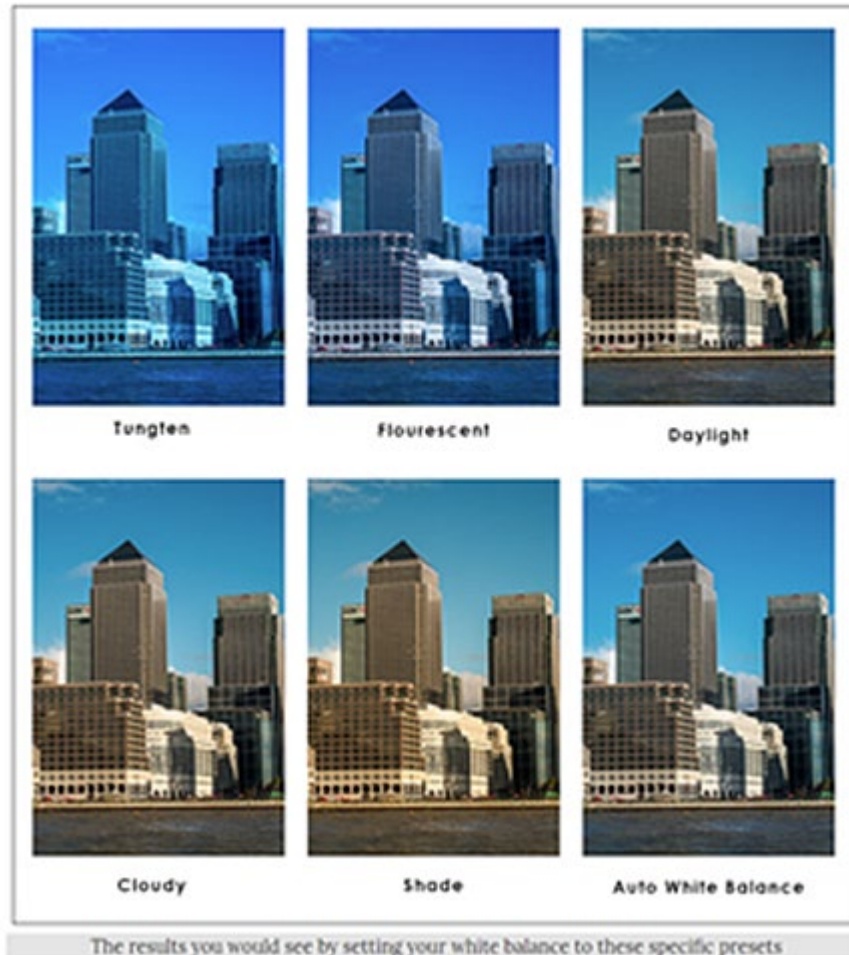 Tungten
Flourescent
Daylight
Cloudy
Shade
Auto White Balance
The results you would see by setting your white balance to these specific presets